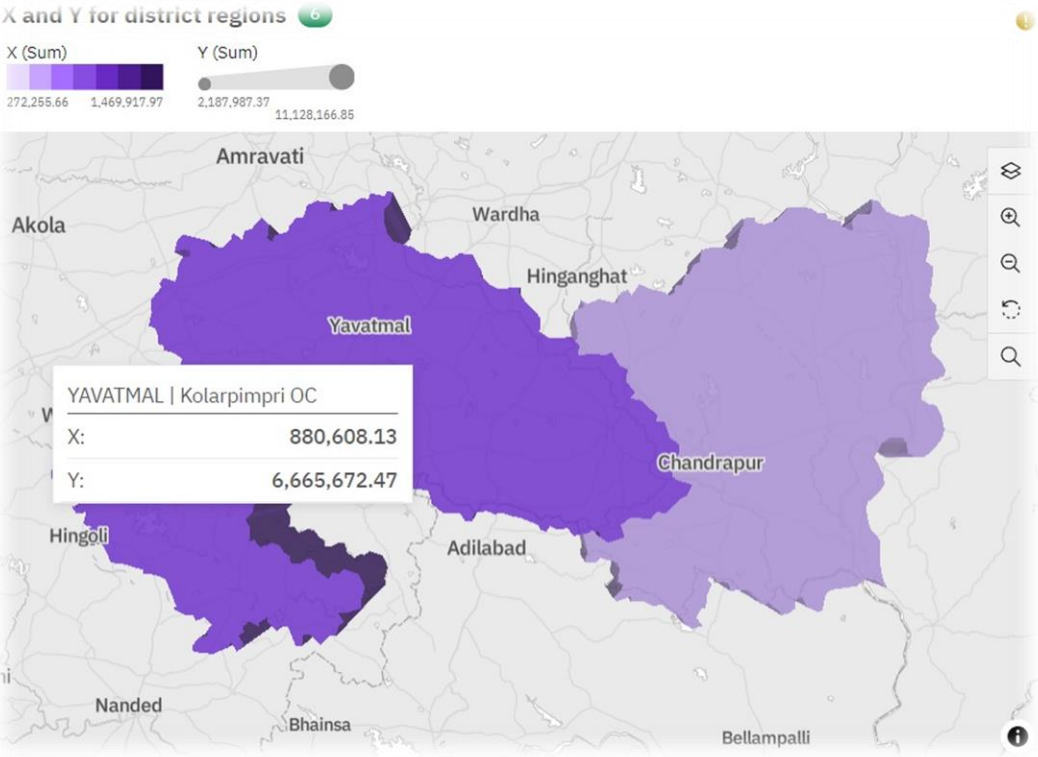 X and Y for district regions 6
X (Sum)
Y (Sum)
272,255.66 1,469,917.97
2,187,987.37
11,128,166.85
Amravati
Akola
Wardha
Hinganghat
Yavatmal
YAVATMAL | Kolarpimpri OC
X: 880,608.13
Y: 6,665,672.47
Chandrapur
Hingoli
Adilabad
Nanded
Bhainsa
Bellampalli